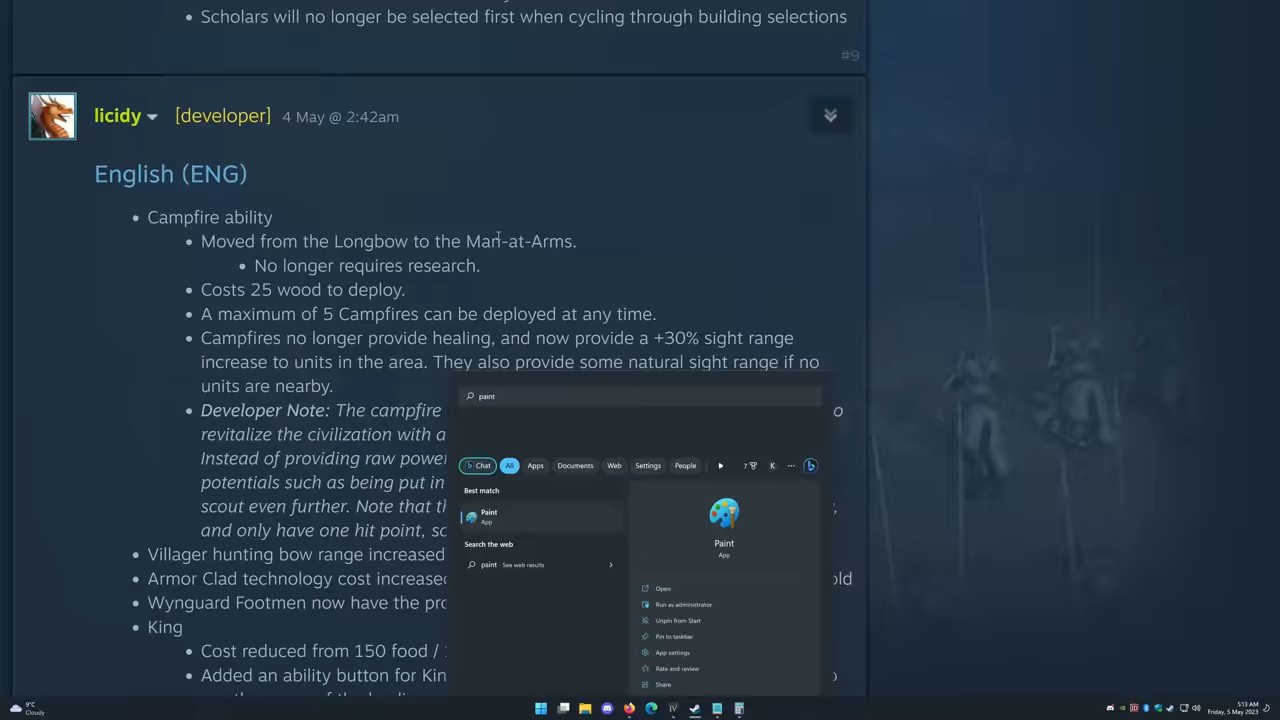 Scholars will no longer be selected first when cycling through building selections
#9
licidy [developer] 4 May @ 2:42am
English (ENG)
Campfire ability
Moved from the Longbow to the Man-at-Arms.
No longer requires research.
Costs 25 wood to deploy.
A maximum of 5 Campfires can be deployed at any time.
Campfires no longer provide healing, and now provide a +30% sight range
increase to units in the area. They also provide some natural sight range if no
units are nearby.
Developer Note: The campfire
revitalize the civilization with a
Instead of providing raw power
potentials such as being put in
scout even further. Note that th
and only have one hit point, so
Villager hunting bow range increased
Armor Clad technology cost increased
Wynguard Footmen now have the pro
King
Cost reduced from 150 food /
Added an ability button for Kin
paint
Chat All Apps Documents Web Settings People 7 K ...
Best match
Paint
App
Search the web
paint - See web results
Paint
App
Open
Run as administrator
Unpin from Start
Pin to taskbar
App settings
Rate and review
Share
9°C
Cloudy
IV
5:13 AM
Friday, 5 May 2023